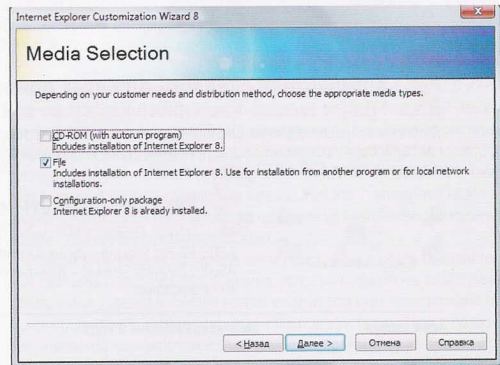 Internet Explorer Customization Wizard 8
Media Selection
Depending on your customer needs and distribution method, choose the appropriate media types.
CD-ROM (with autorun program)
Includes installation of Internet Explorer 8.
File
Includes installation of Internet Explorer 8. Use for installation from another program or for local network
installations.
Configuration-only package
Internet Explorer 8 is already installed.
< Назад Далее > Отмена Справка